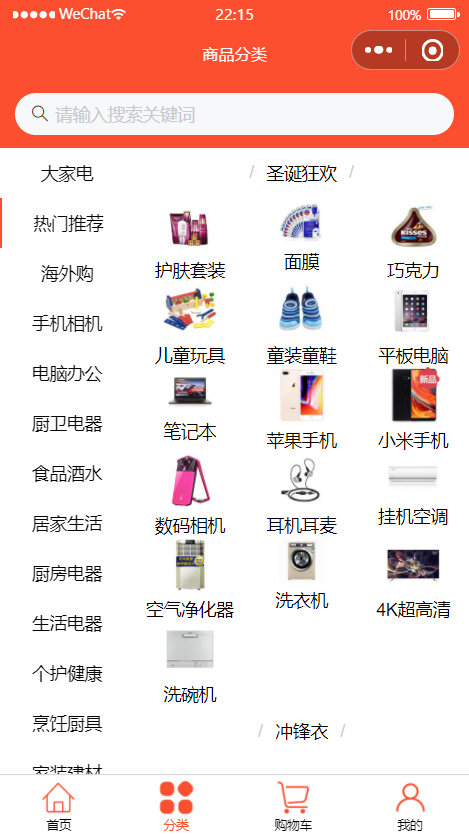 WeChat 22:15 100%
商品分类
请输入搜索关键词
大家电
热门推荐
海外购
手机相机
电脑办公
厨卫电器
食品酒水
居家生活
厨房电器
生活电器
个护健康
烹饪厨具
家装建材
/ 圣诞狂欢 /
KISSES
护肤套装 面膜 巧克力
儿童玩具 童装童鞋 平板电脑
新品
笔记本 苹果手机 小米手机
数码相机 耳机耳麦 挂机空调
空气净化器 洗衣机 4K超高清
洗碗机
/ 冲锋衣 /
首页 分类 购物车 我的